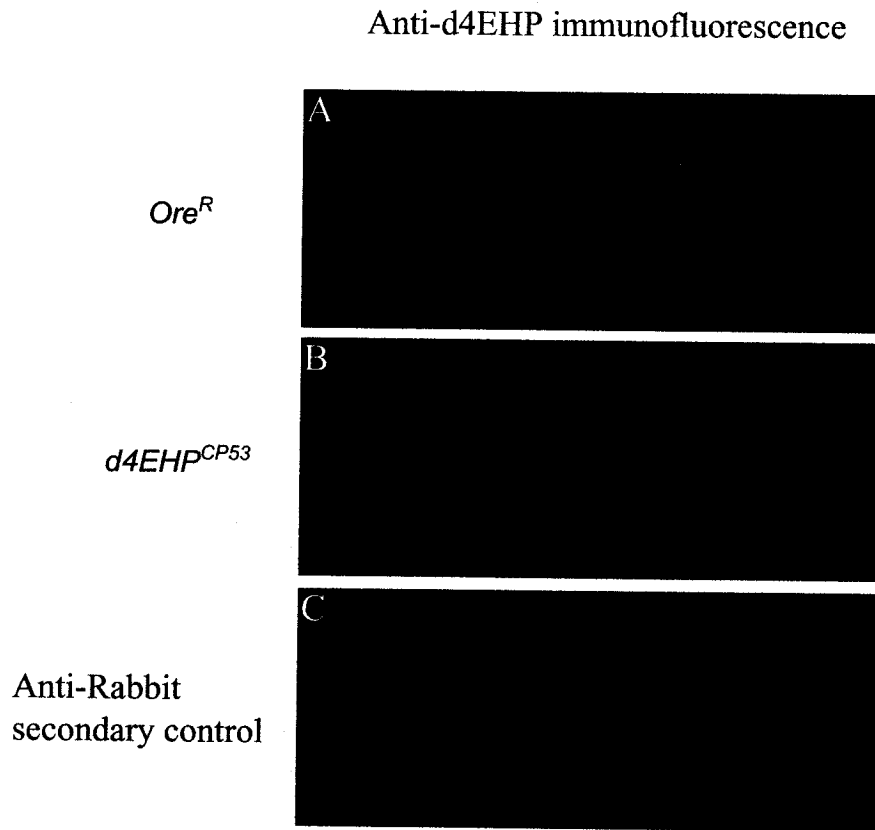 Anti-d4EHP immunofluorescence
A
Ore^R
B
d4EHP^CP53
C
Anti-Rabbit
secondary control